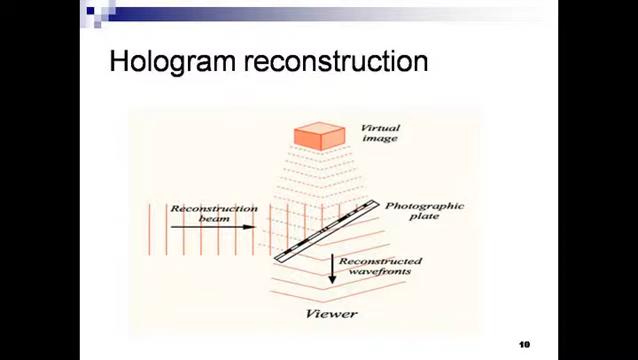 Hologram reconstruction
Virtual
image
Reconstruction
beam
Photographic
plate
Reconstructed
wavefronts
Viewer
10